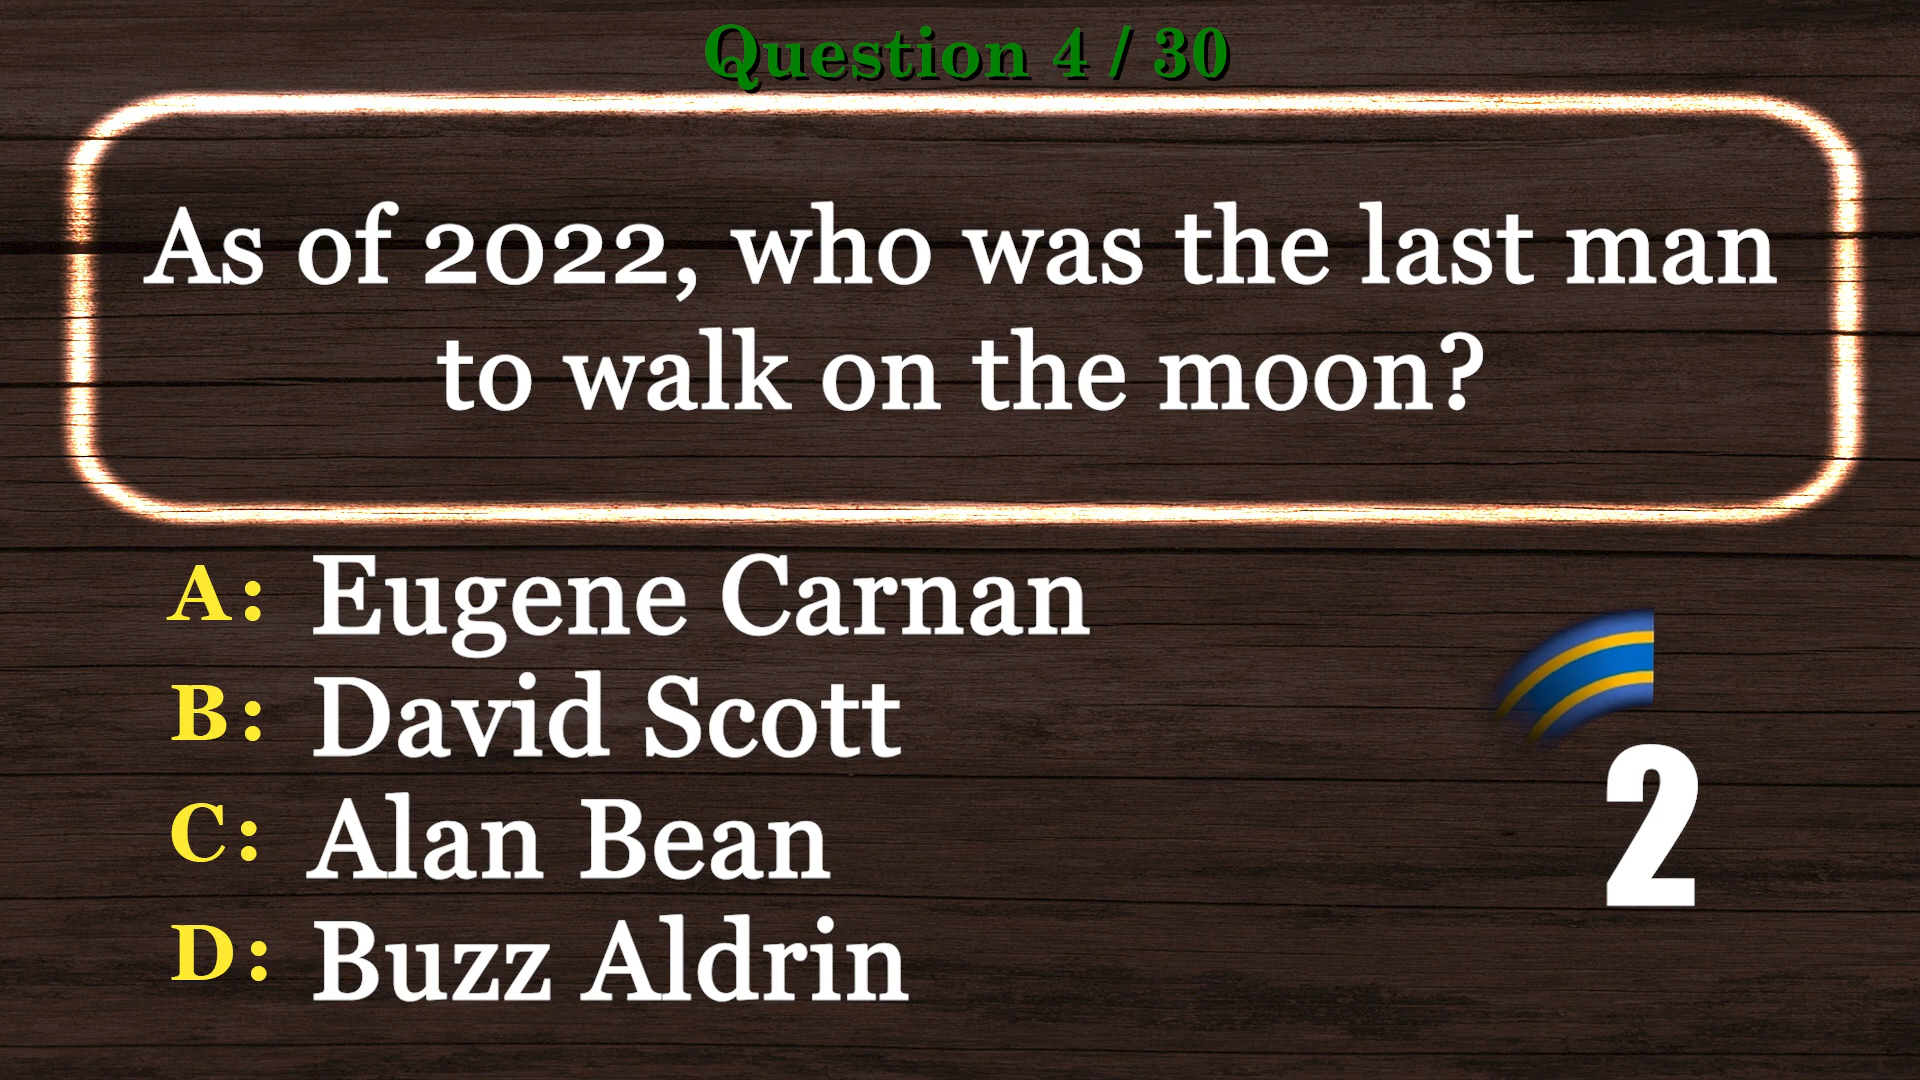 Question 4 / 30
As of 2022, who was the last man
to walk on the moon?
A: Eugene Carnan
B: David Scott
C: Alan Bean
D: Buzz Aldrin
2